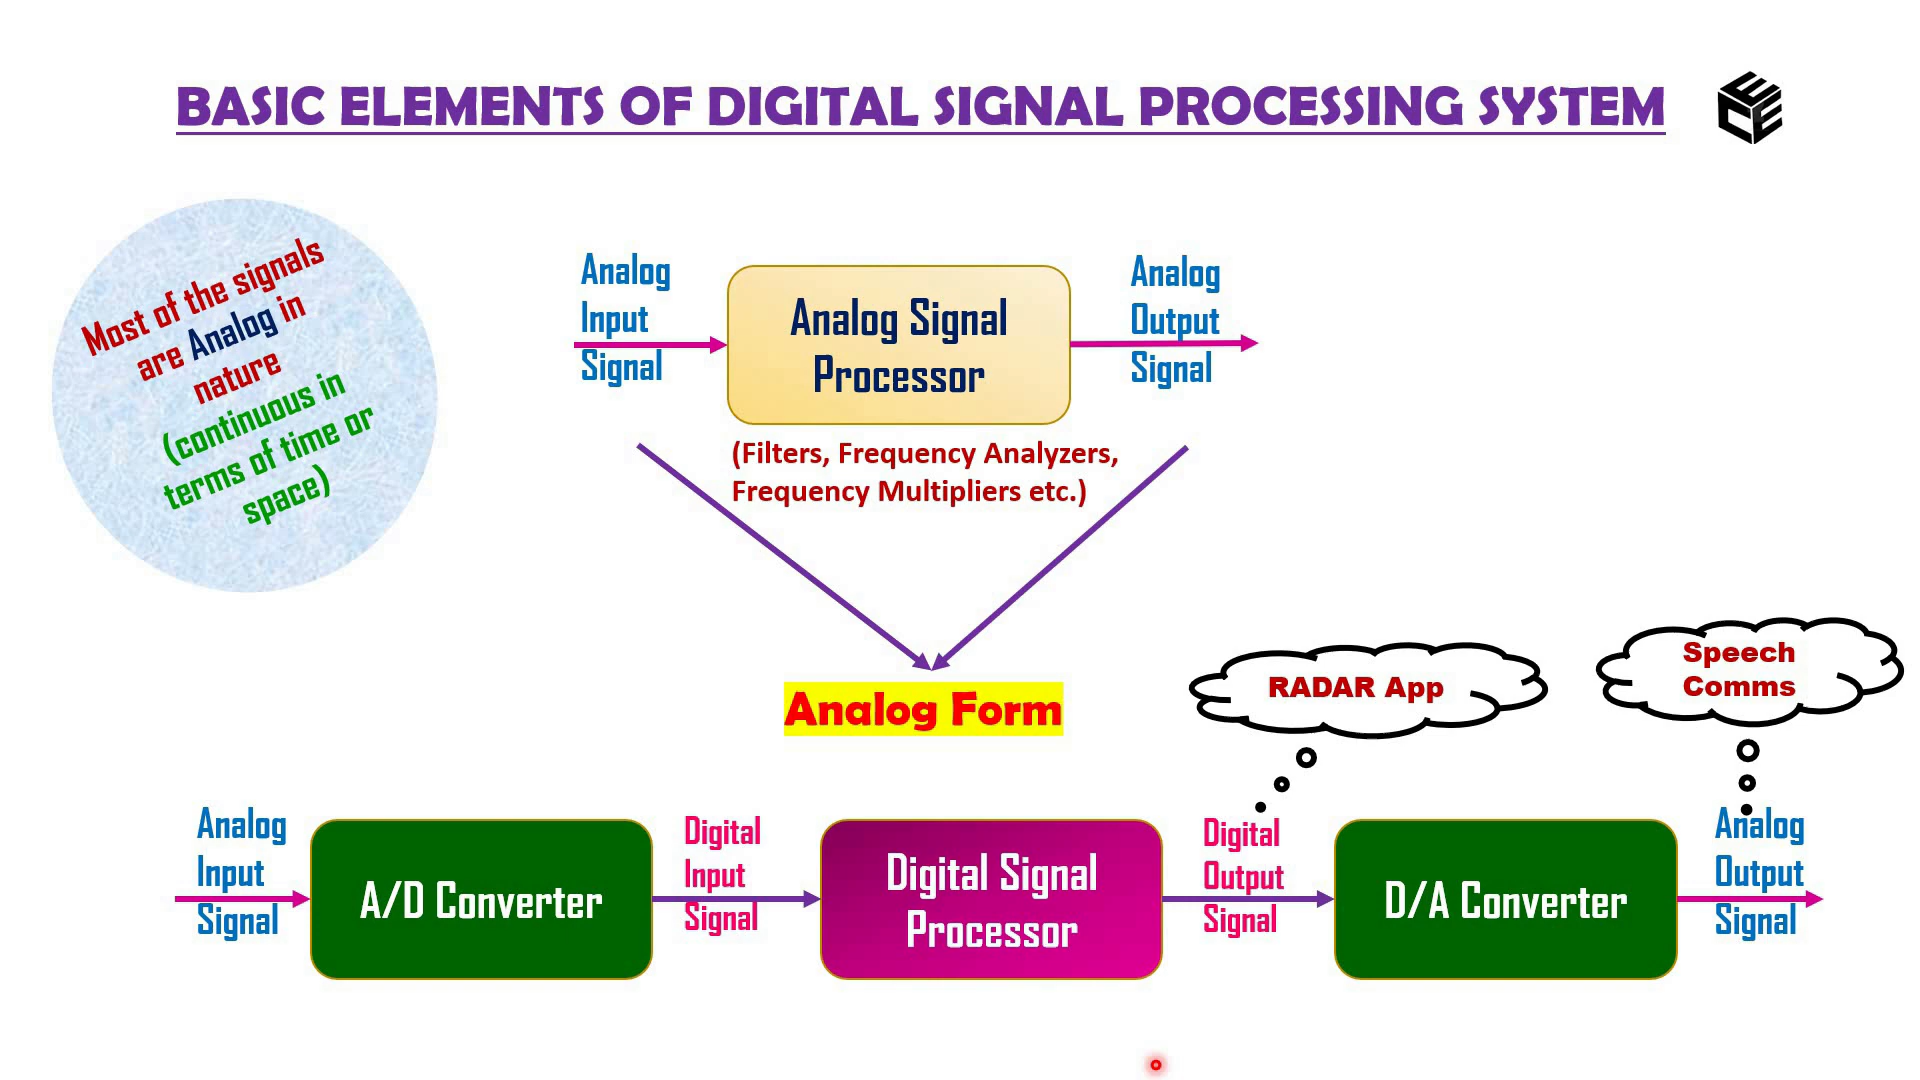 BASIC ELEMENTS OF DIGITAL SIGNAL PROCESSING SYSTEM
ECE
Most of the signals
are Analog in
nature
(continuous in
terms of time or
space)
Analog
Input
Signal
Analog Signal
Processor
Analog
Output
Signal
(Filters, Frequency Analyzers,
Frequency Multipliers etc.)
Analog Form
RADAR App
Speech
Comms
Analog
Input
Signal
A/D Converter
Digital
Input
Signal
Digital Signal
Processor
Digital
Output
Signal
D/A Converter
Analog
Output
Signal